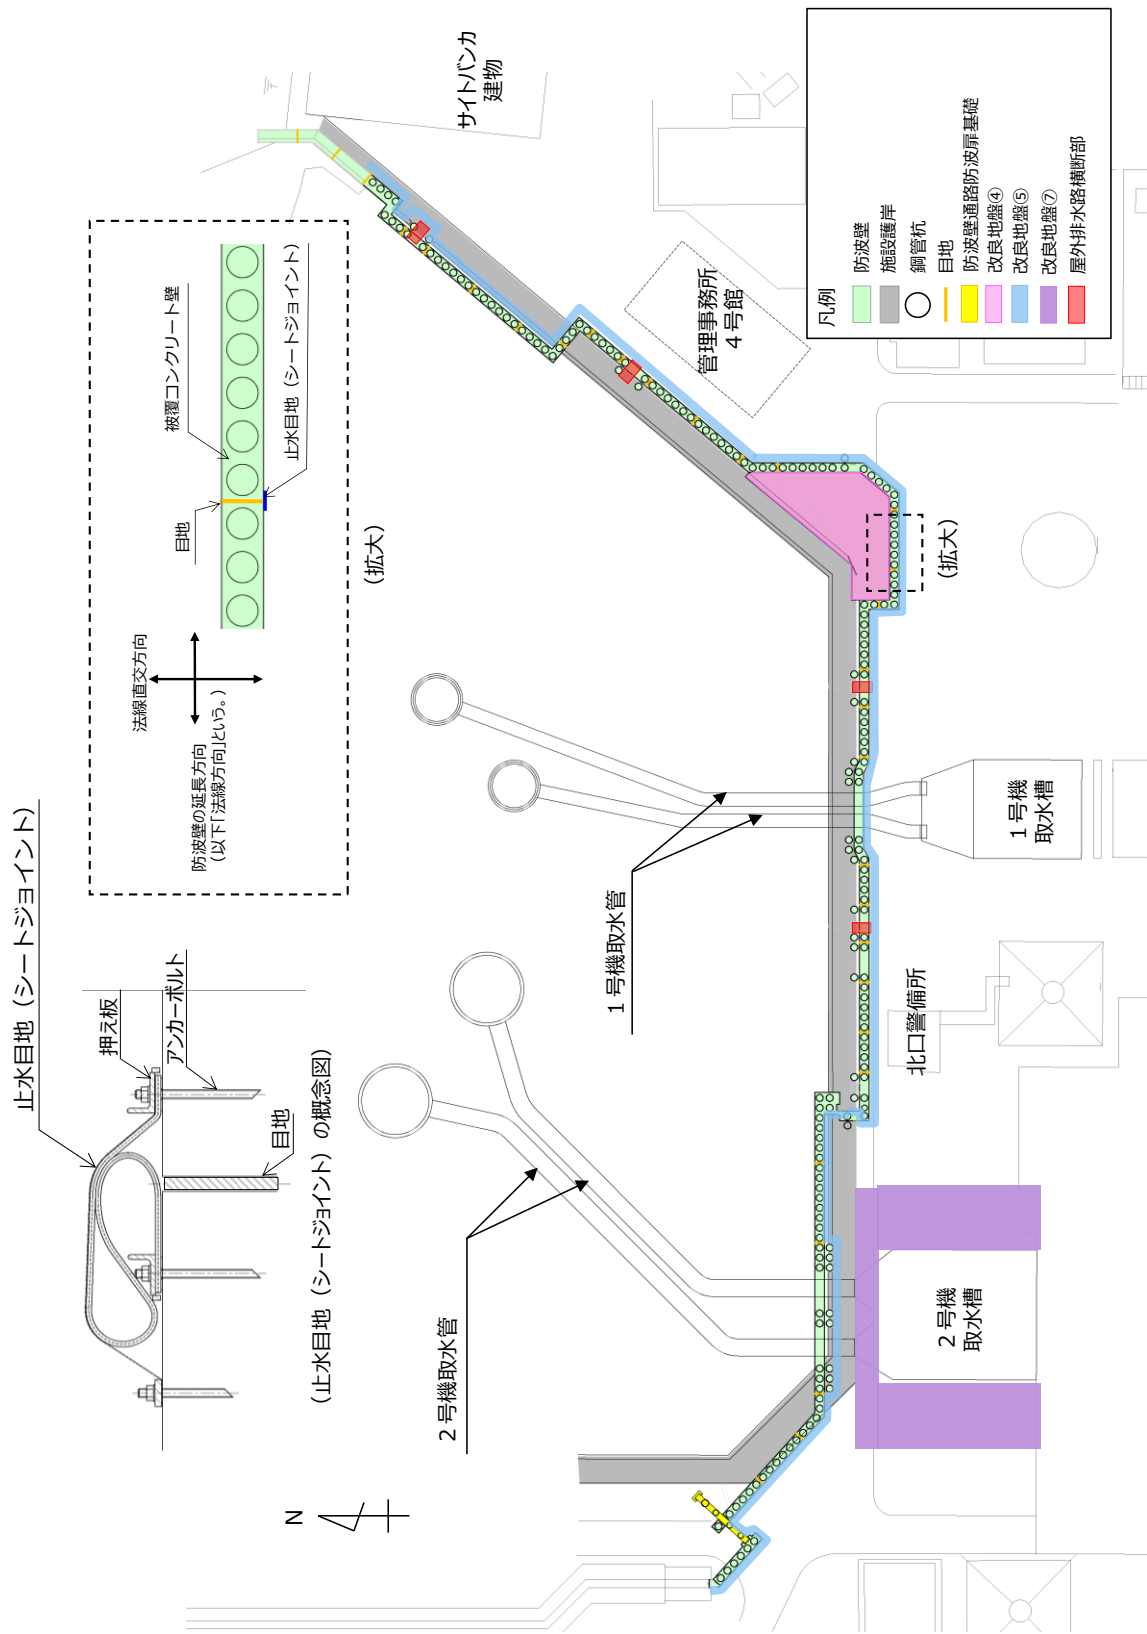 止水目地（シートジョイント）
押え板
アンカーボルト
目地
（止水目地（シートジョイント）の概念図）
法線直交方向
防波壁の延長方向
（以下「法線方向」という。）
目地
被覆コンクリート壁
止水目地（シートジョイント）
（拡大）
N
２号機取水管
１号機取水管
サイトバンカ
建物
管理事務所
４号館
（拡大）
北口警備所
１号機
取水槽
２号機
取水槽
凡例
防波壁
施設護岸
鋼管杭
目地
防波壁通路防波扉基礎
改良地盤④
改良地盤⑤
改良地盤⑦
屋外排水路横断部